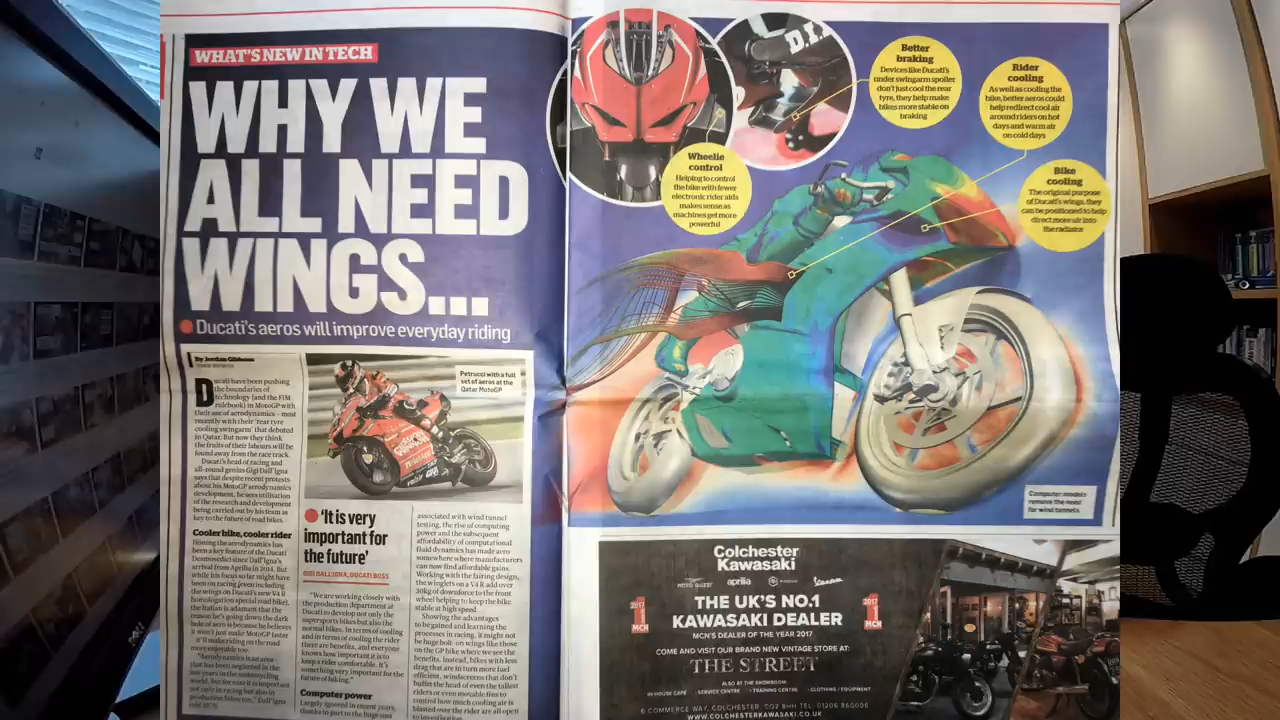 WHAT'S NEW IN TECH
WHY WE
ALL NEED
WINGS...
Ducati's aeros will improve everyday riding
By Jordan Gibbons
Ducati have been pushing
the boundaries of
technology (and the FIM
rulebook) in MotoGP with
their use of aerodynamics – most
recently with their 'rear tyre
cooling swingarm' that debuted
in Qatar. But now they think
the fruits of their labours will be
found away from the race track.
Ducati's head of racing and
all-round genius Gigi Dall'Igna
says that despite recent protests
about his MotoGP aerodynamics
development, he sees utilisation
of the research and development
being carried out by his team as
key to the future of road bikes.
Cooler bike, cooler rider
Honing the aerodynamics has
been a key feature of the Ducati
Desmosedici since Dall'Igna's
arrival from Aprilia in 2014. But
while his focus so far might have
been on racing (even including
the wings on Ducati's new V4 R
homologation special road bike),
the Italian is adamant that the
reason he's going down the dark
hole of aero is because he believes
it won't just make MotoGP faster
it'll make riding on the road
more enjoyable too.
"Aerodynamics is an area
that has been neglected in the
last years in the motorcycling
world, but for sure it is important
not only in racing but also in
production bikes too," Dall'Igna
told MCN.
Petrucci with a full
set of aeros at the
Qatar MotoGP
'It is very
important for
the future'
GIGI DALL'IGNA, DUCATI BOSS
"We are working closely with
the production department at
Ducati to develop not only the
supersports bikes but also the
normal bikes. In terms of cooling
and in terms of cooling the rider
there are benefits, and everyone
knows how important it is to
keep a rider comfortable. It's
something very important for the
future of biking."
Computer power
Largely ignored in recent years,
thanks in part to the huge cost
associated with wind tunnel
testing, the rise of computing
power and the subsequent
affordability of computational
fluid dynamics has made aero
somewhere where manufacturers
can now find affordable gains.
Working with the fairing design,
the winglets on a V4 R add over
30kg of downforce to the front
wheel helping to keep the bike
stable at high speed.
Showing the advantages
to be gained and learning the
processes in racing, it might not
be huge bolt-on wings like those
on the GP bike where we see the
benefits. Instead, bikes with less
drag that in turn more fuel
efficient, windscreens that don't
buffet the head of even the tallest
riders or even movable fins to
control how much cooling air is
blasted over the rider are all open
to investigation.
D.I.D
Better
braking
Devices like Ducati's
under swingarm spoiler
don't just cool the rear
tyre, they help make
bikes more stable on
braking
Rider
cooling
As well as cooling the
bike, better aeros could
help redirect cool air
around riders on hot
days and warm air
on cold days
Wheelie
control
Helping to control
the bike with fewer
electronic rider aids
makes sense as
machines get more
powerful
Bike
cooling
The original purpose
of Ducati's wings, they
can be positioned to help
direct more air into
the radiator
Computer models
remove the need
for wind tunnels
Colchester
Kawasaki
MOTO GUZZI aprilia PIAGGIO Vespa
2017
1
MCN
THE UK'S NO.1
KAWASAKI DEALER
MCN'S DEALER OF THE YEAR 2017
2017
1
MCN
COME AND VISIT OUR BRAND NEW VINTAGE STORE AT:
THE STREET
ALSO AT THE SHOWROOM:
IN-HOUSE CAFÉ · SERVICE CENTRE · TRAINING CENTRE · CLOTHING / EQUIPMENT
6 COMMERCE WAY, COLCHESTER, CO2 8HH TEL. 01206 860006
WWW.COLCHESTERKAWASAKI.CO.UK